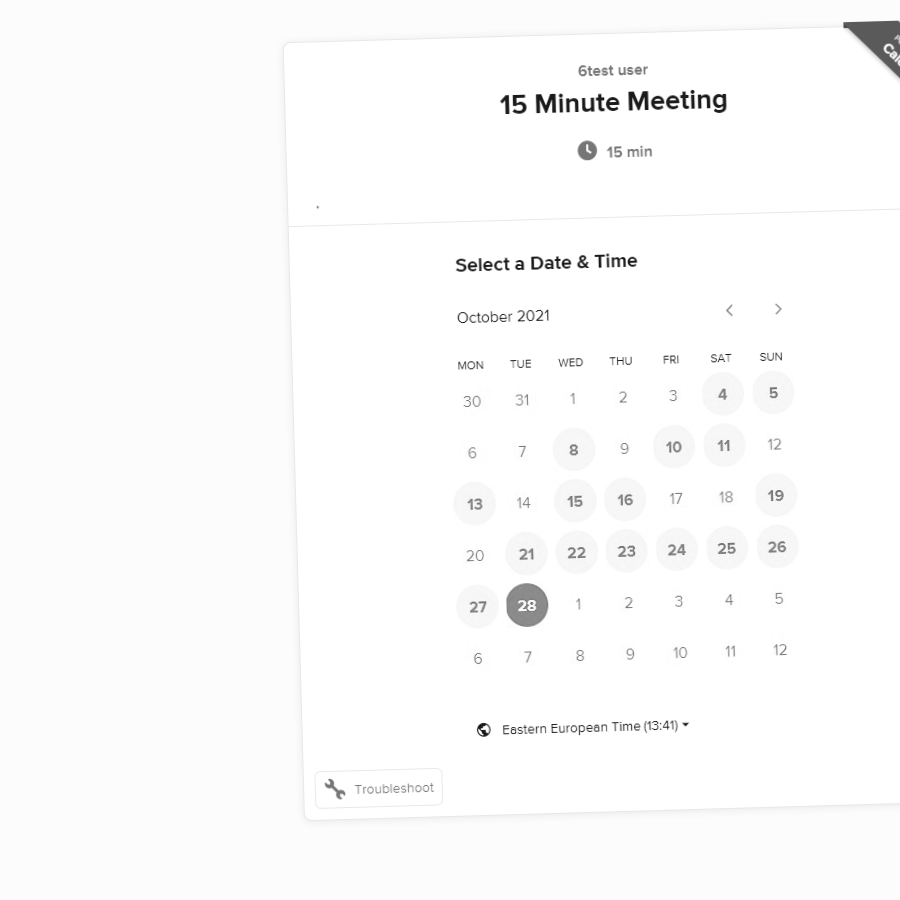 6test user
15 Minute Meeting
15 min
Select a Date & Time
October 2021
MON TUE WED THU FRI SAT SUN
30 31 1 2 3 4 5
6 7 8 9 10 11 12
13 14 15 16 17 18 19
20 21 22 23 24 25 26
27 28 1 2 3 4 5
6 7 8 9 10 11 12
Eastern European Time (13:41)
Troubleshoot